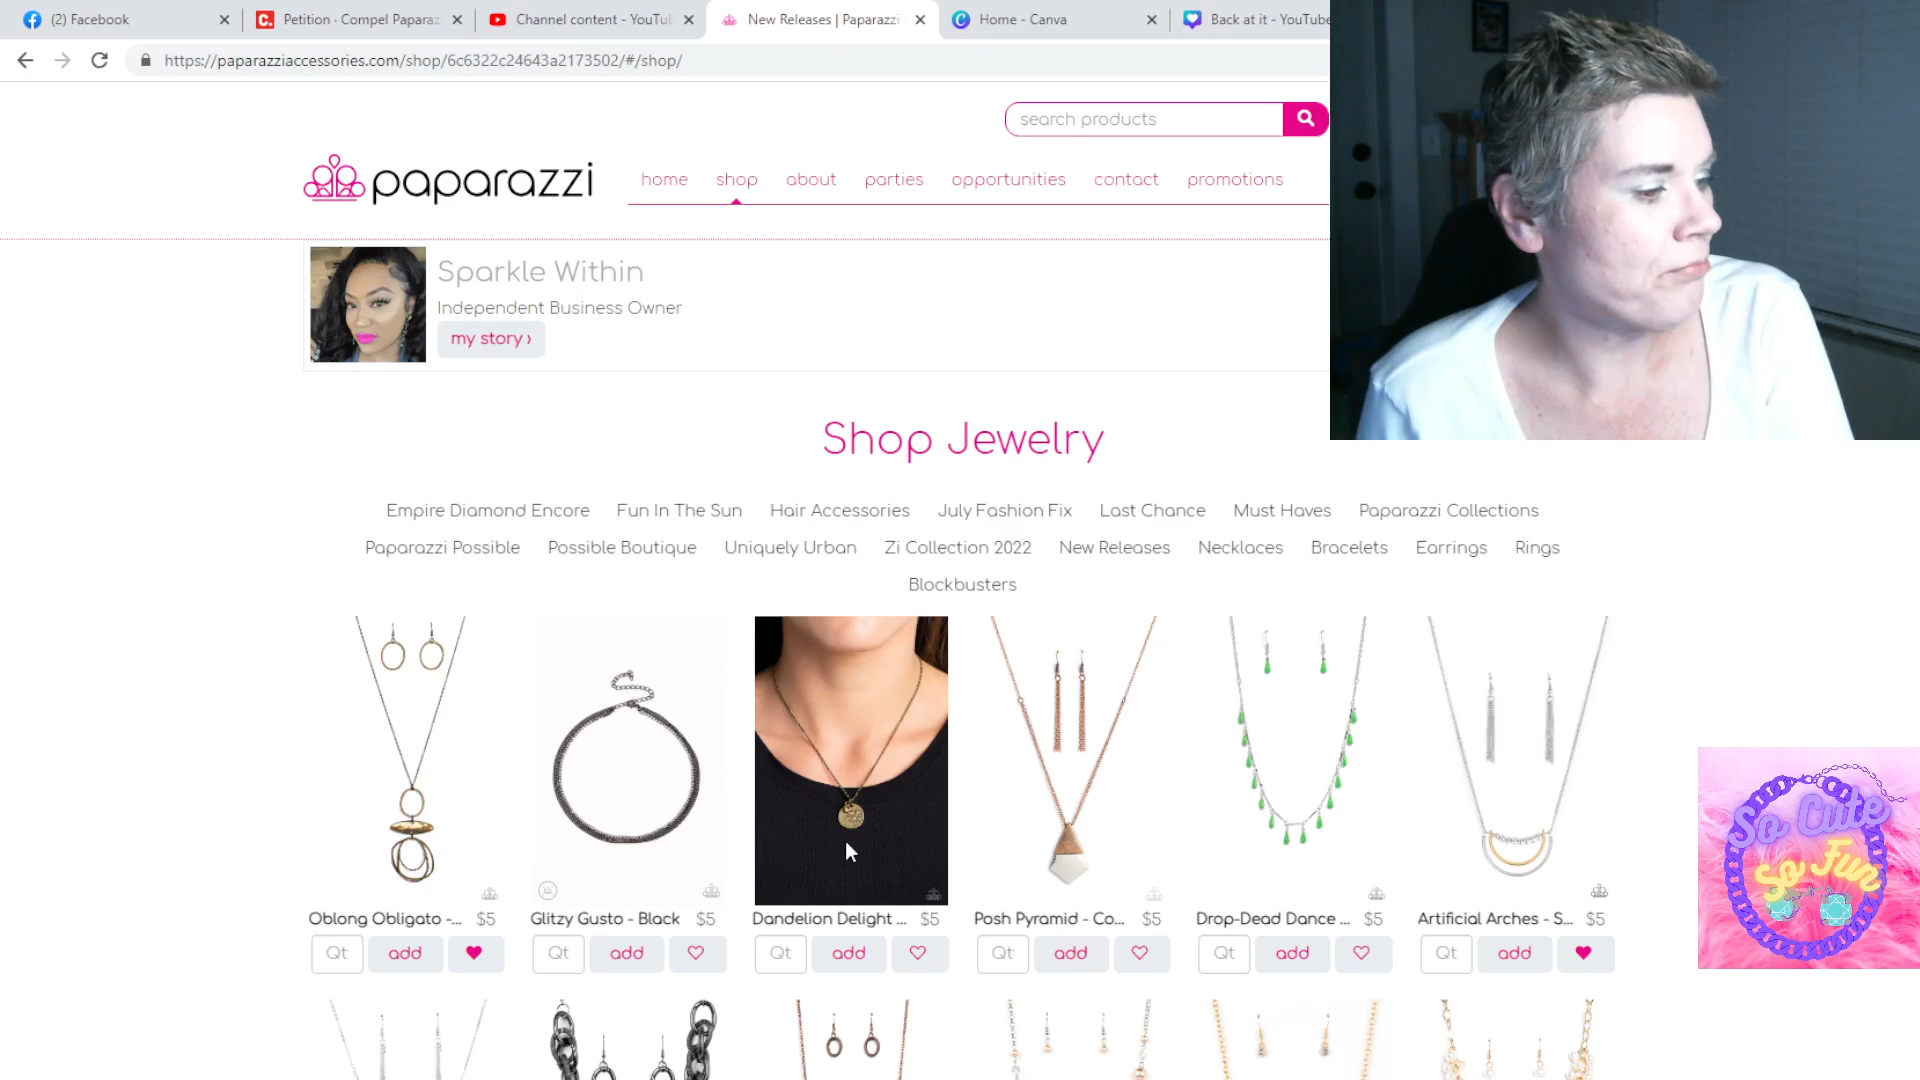 (2) Facebook
Petition · Compel Paparaz
Channel content - YouTu
New Releases | Paparazzi
Home - Canva
Back at it - YouTube
https://paparazziaccessories.com/shop/6c6322c24643a2173502/#/shop/
search products
paparazzi
home shop about parties opportunities contact promotions
Sparkle Within
Independent Business Owner
my story ›
Shop Jewelry
Empire Diamond Encore Fun In The Sun Hair Accessories July Fashion Fix Last Chance Must Haves Paparazzi Collections
Paparazzi Possible Possible Boutique Uniquely Urban Zi Collection 2022 New Releases Necklaces Bracelets Earrings Rings
Blockbusters
Oblong Obligato -... $5
Glitzy Gusto - Black $5
Dandelion Delight ... $5
Posh Pyramid - Co... $5
Drop-Dead Dance ... $5
Artificial Arches - S... $5
Qt add
Qt add
Qt add
Qt add
Qt add
Qt add
So Cute
So Fun